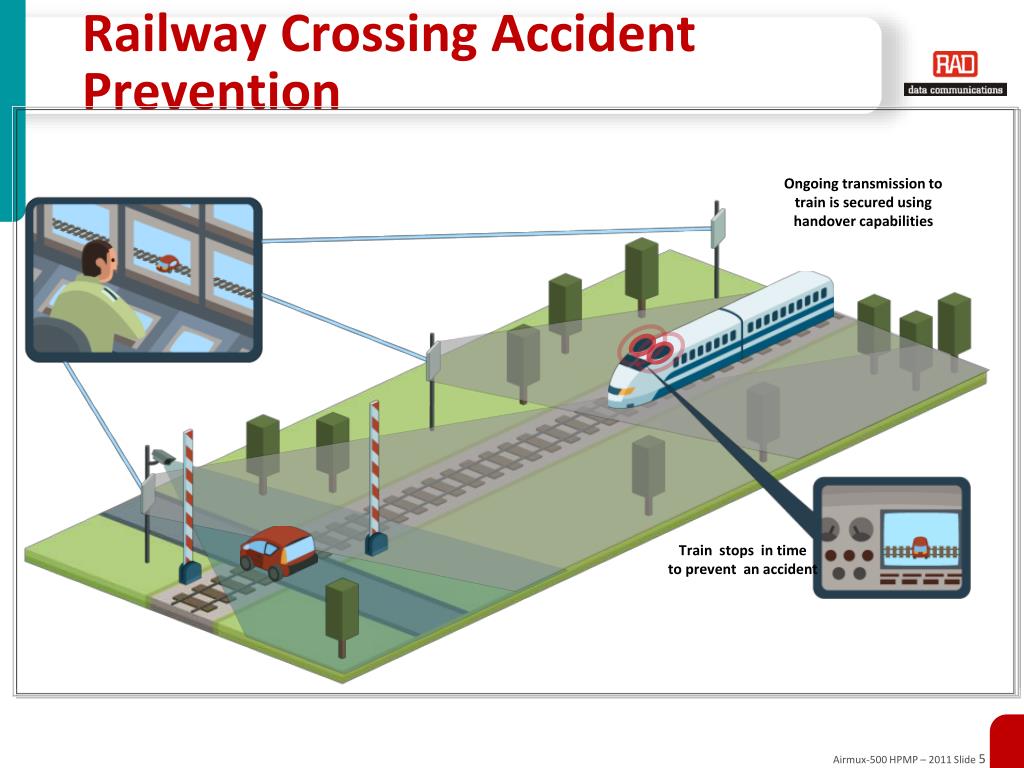 Railway Crossing Accident
Prevention
RAD
data communications
Ongoing transmission to
train is secured using
handover capabilities
Train stops in time
to prevent an accident
Airmux-500 HPMP – 2011 Slide 5